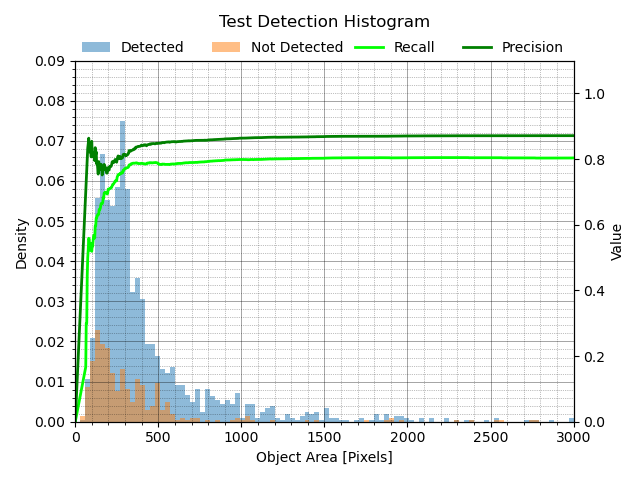 Test Detection Histogram
Detected Not Detected Recall Precision
0.09
0.08
0.07
0.06
0.05
0.04
0.03
0.02
0.01
0.00
Density
1.0
0.8
0.6
0.4
0.2
0.0
Value
0 500 1000 1500 2000 2500 3000
Object Area [Pixels]